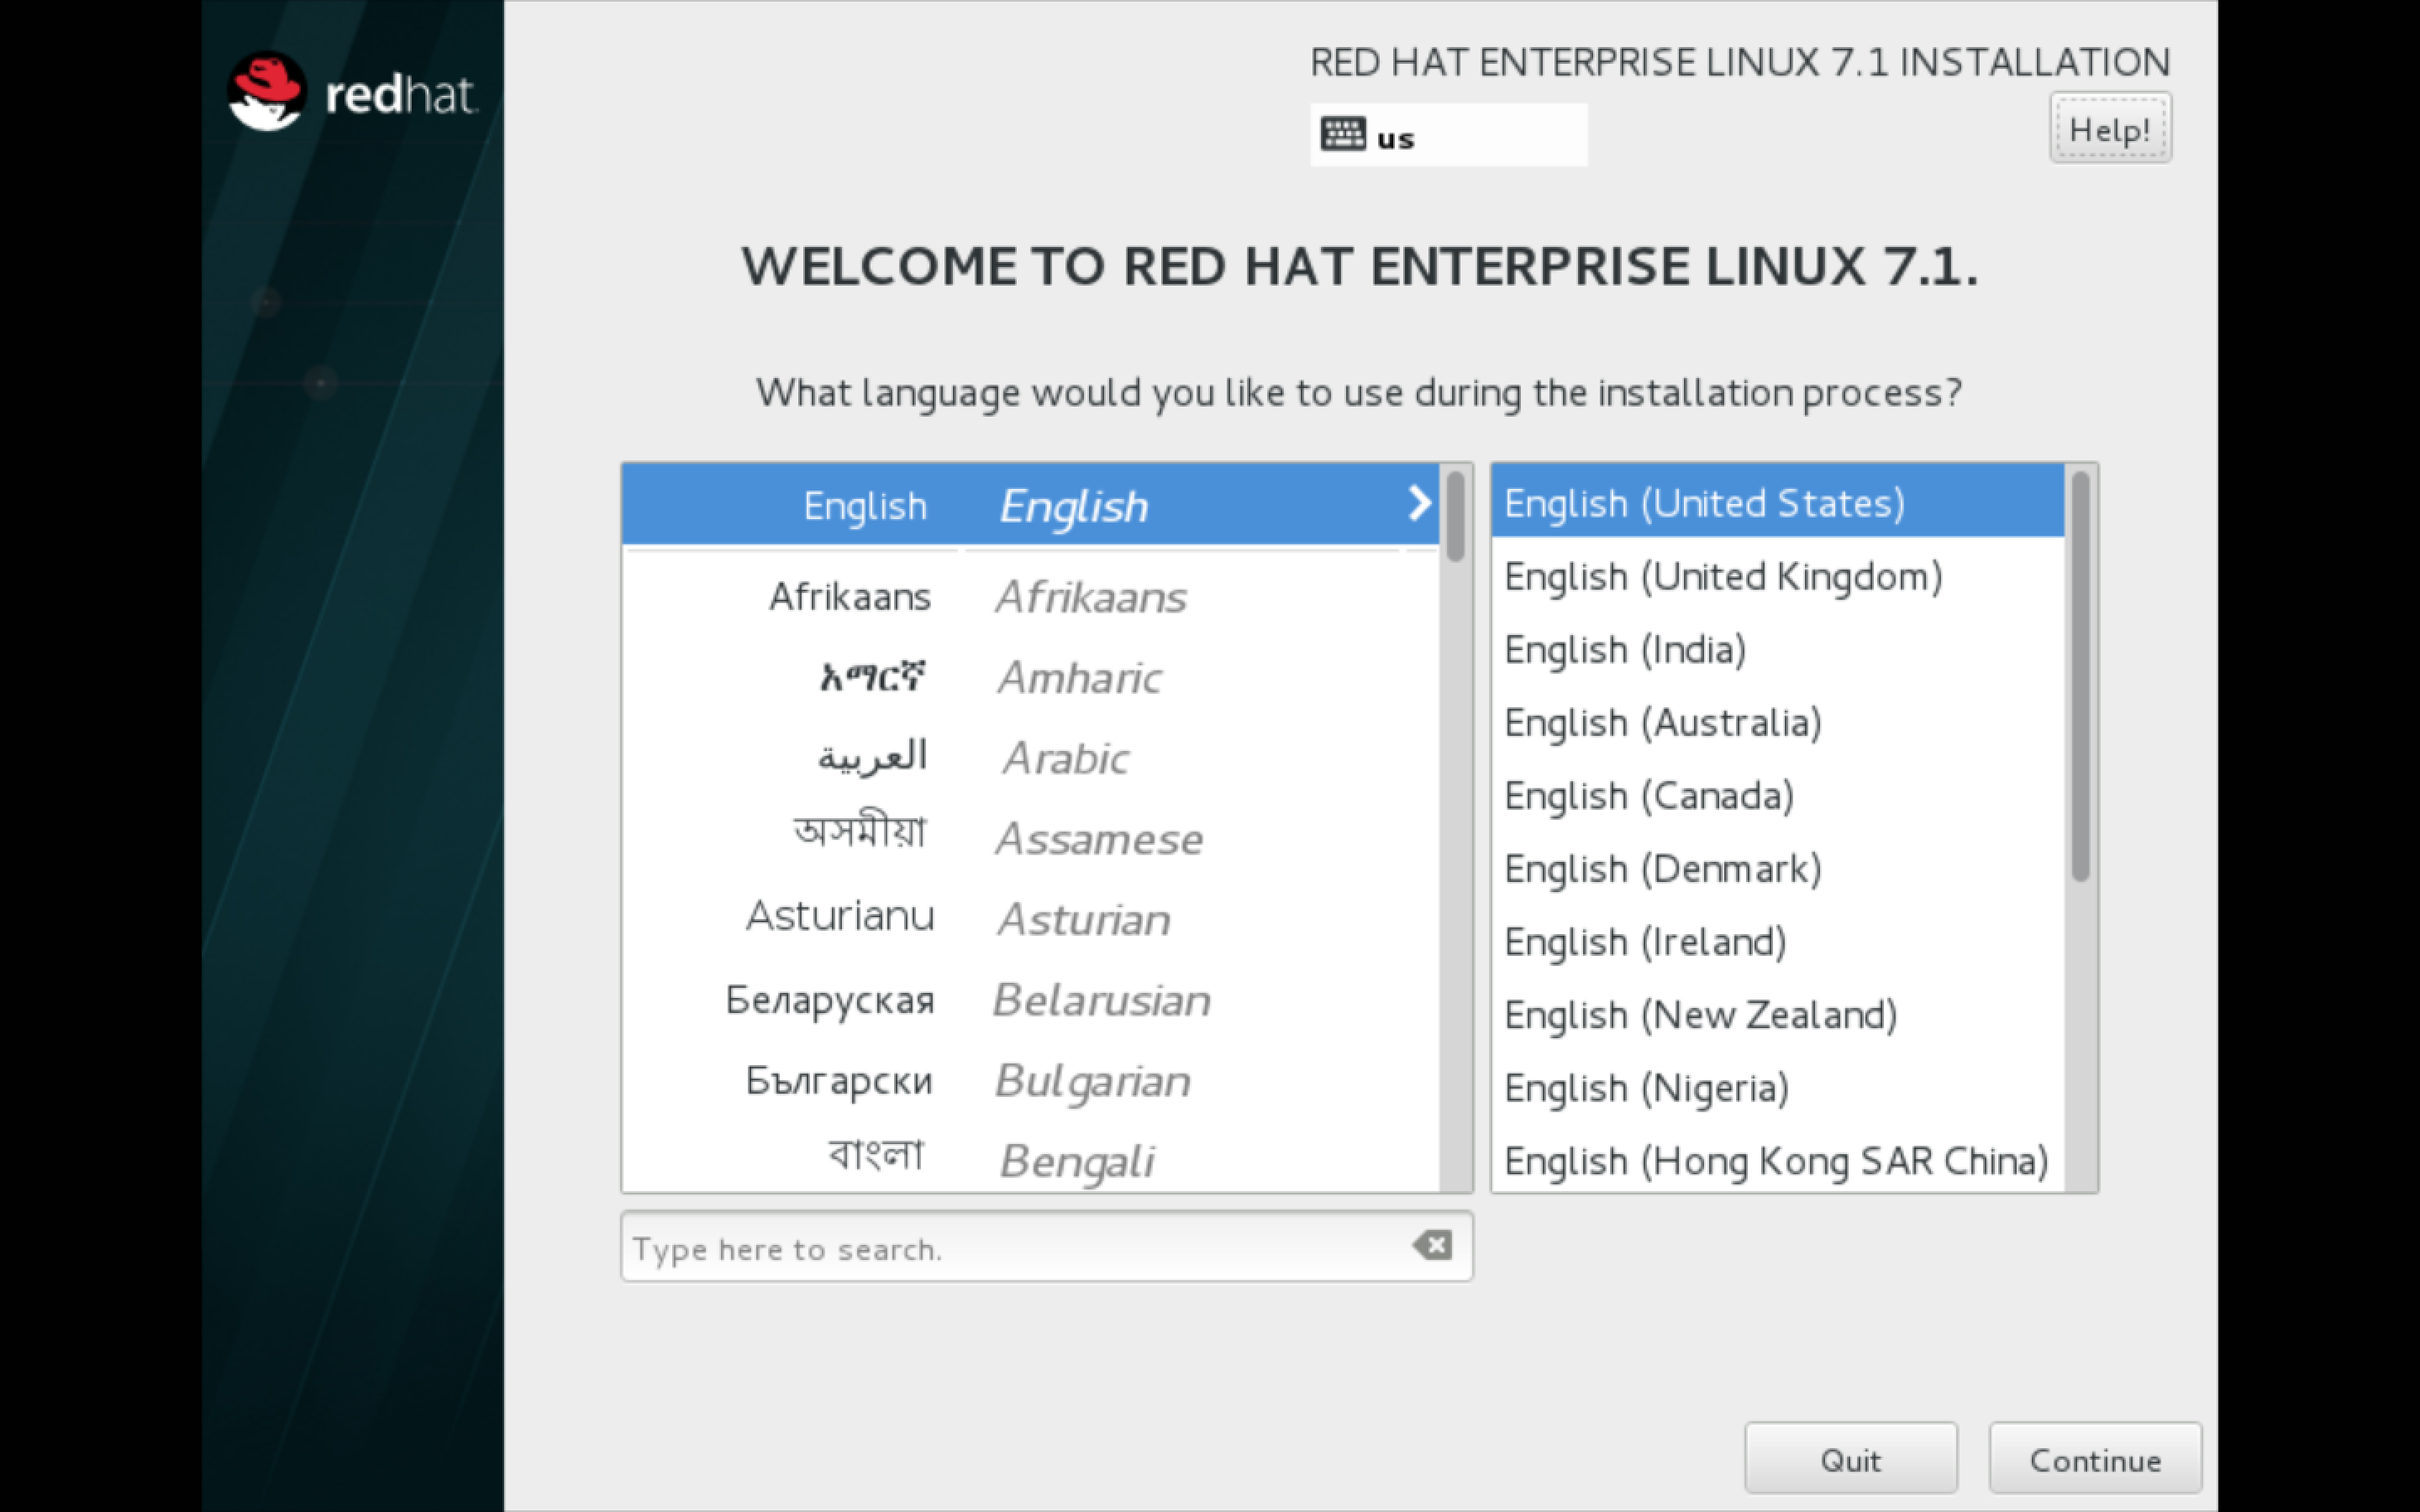 redhat.
RED HAT ENTERPRISE LINUX 7.1 INSTALLATION
us
Help!
WELCOME TO RED HAT ENTERPRISE LINUX 7.1.
What language would you like to use during the installation process?
English English
Afrikaans Afrikaans
አማርኛ Amharic
العربية Arabic
অসমীয়া Assamese
Asturianu Asturian
Беларуская Belarusian
Български Bulgarian
বাংলা Bengali
English (United States)
English (United Kingdom)
English (India)
English (Australia)
English (Canada)
English (Denmark)
English (Ireland)
English (New Zealand)
English (Nigeria)
English (Hong Kong SAR China)
Type here to search.
Quit
Continue